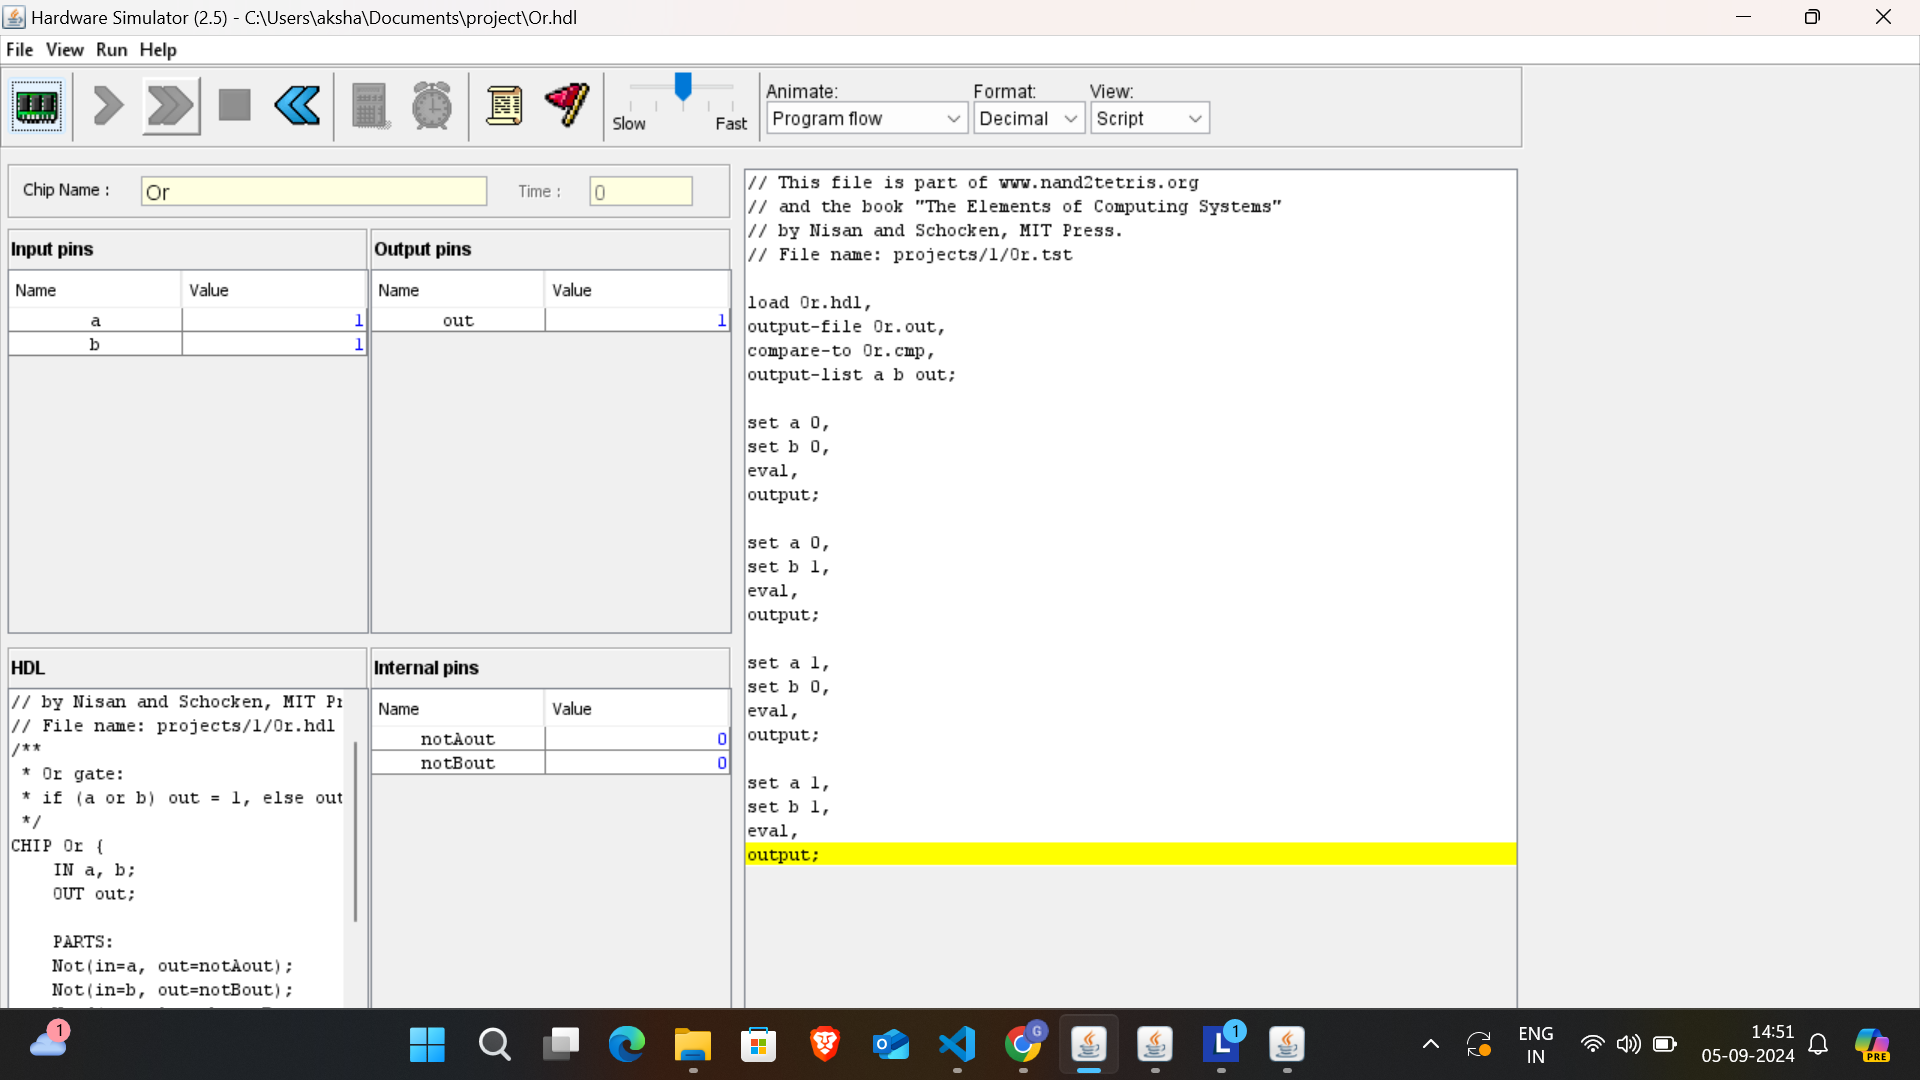 Hardware Simulator (2.5) - C:\Users\aksha\Documents\project\Or.hdl
File View Run Help
Slow Fast
Animate: Format: View:
Program flow Decimal Script
Chip Name : Or Time : 0
Input pins
Name Value
a 1
b 1
Output pins
Name Value
out 1
HDL
// by Nisan and Schocken, MIT Pr
// File name: projects/1/Or.hdl
/**
* Or gate:
* if (a or b) out = 1, else out
*/
CHIP Or {
IN a, b;
OUT out;
PARTS:
Not(in=a, out=notAout);
Not(in=b, out=notBout);
Internal pins
Name Value
notAout 0
notBout 0
// This file is part of www.nand2tetris.org
// and the book "The Elements of Computing Systems"
// by Nisan and Schocken, MIT Press.
// File name: projects/1/Or.tst
load Or.hdl,
output-file Or.out,
compare-to Or.cmp,
output-list a b out;
set a 0,
set b 0,
eval,
output;
set a 0,
set b 1,
eval,
output;
set a 1,
set b 0,
eval,
output;
set a 1,
set b 1,
eval,
output;
1
G
L 1
ENG
IN
14:51
05-09-2024
PRE